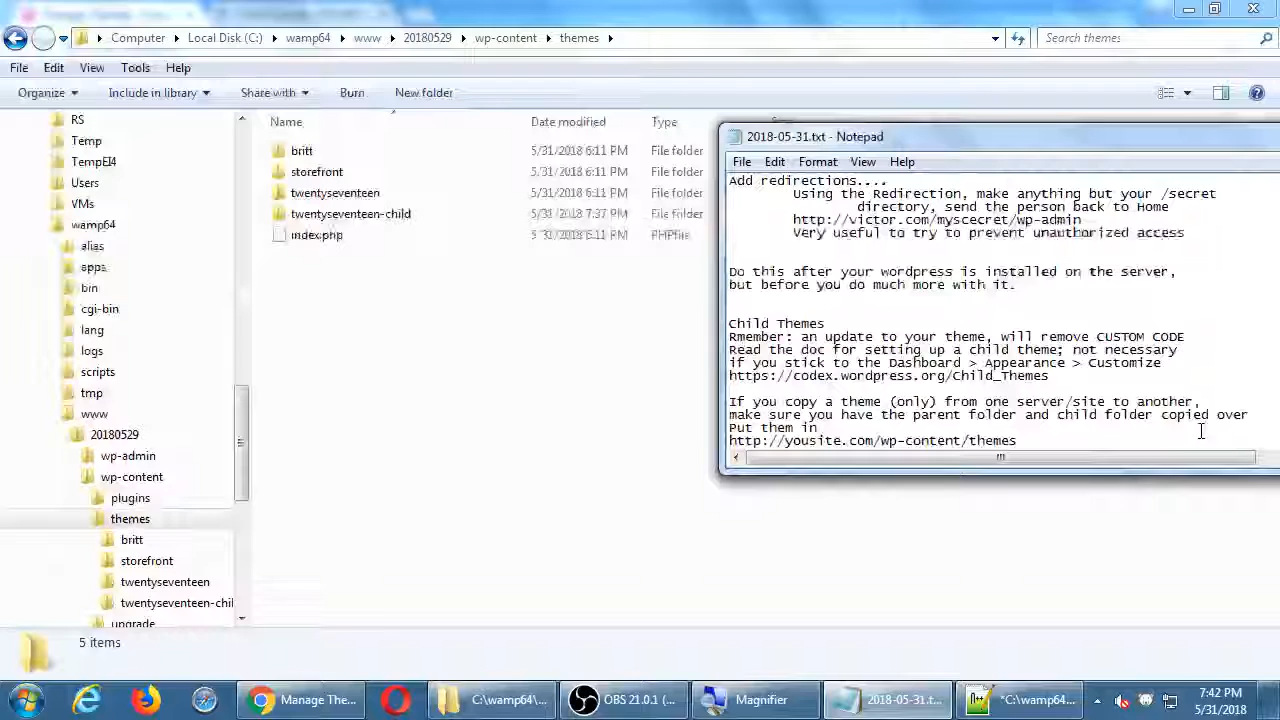 Computer Local Disk (C:) wamp64 www 20180529 wp-content themes
Search themes
File Edit View Tools Help
Organize Include in library Share with Burn New folder
RS
Temp
TempEI4
Users
VMs
wamp64
alias
apps
bin
cgi-bin
lang
logs
scripts
tmp
www
20180529
wp-admin
wp-content
plugins
themes
britt
storefront
twentyseventeen
twentyseventeen-chil
upgrade
Name Date modified Type
britt 5/31/2018 6:11 PM File folder
storefront 5/31/2018 6:11 PM File folder
twentyseventeen 5/31/2018 6:11 PM File folder
twentyseventeen-child 5/31/2018 7:37 PM File folder
index.php 5/31/2018 6:11 PM PHPfile
2018-05-31.txt - Notepad
File Edit Format View Help
Add redirections....
Using the Redirection, make anything but your /secret
directory, send the person back to Home
http://victor.com/myscecret/wp-admin
Very useful to try to prevent unauthorized access
Do this after your wordpress is installed on the server,
but before you do much more with it.
Child Themes
Rmember: an update to your theme, will remove CUSTOM CODE
Read the doc for setting up a child theme; not necessary
if you stick to the Dashboard > Appearance > Customize
https://codex.wordpress.org/Child_Themes
If you copy a theme (only) from one server/site to another,
make sure you have the parent folder and child folder copied over
Put them in
http://yousite.com/wp-content/themes
5 items
Manage The...
C:\wamp64\...
OBS 21.0.1 (...
Magnifier
2018-05-31.t...
*C:\wamp64...
7:42 PM
5/31/2018